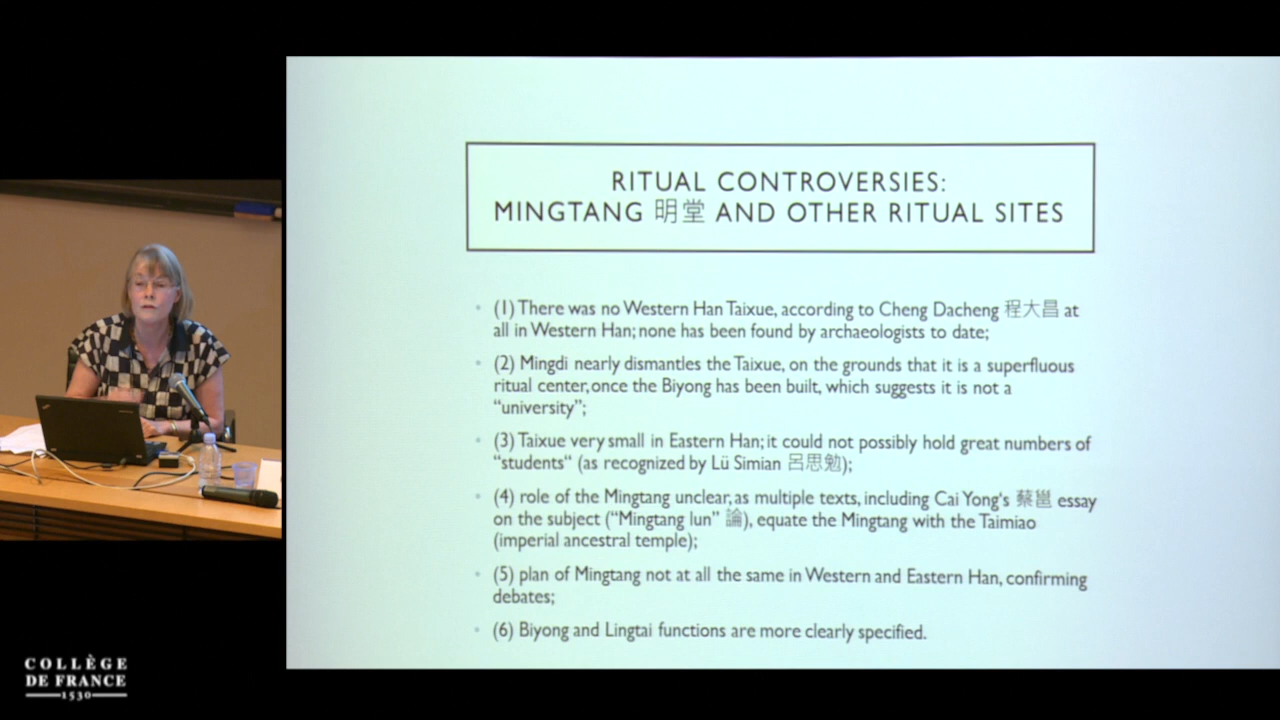 RITUAL CONTROVERSIES:
MINGTANG 明堂 AND OTHER RITUAL SITES
(1) There was no Western Han Taixue, according to Cheng Dacheng 程大昌 at
all in Western Han; none has been found by archaeologists to date;
(2) Mingdi nearly dismantles the Taixue, on the grounds that it is a superfluous
ritual center, once the Biyong has been built, which suggests it is not a
“university”;
(3) Taixue very small in Eastern Han; it could not possibly hold great numbers of
“students“ (as recognized by Lü Simian 呂思勉);
(4) role of the Mingtang unclear, as multiple texts, including Cai Yong‘s 蔡邕 essay
on the subject (“Mingtang lun” 論), equate the Mingtang with the Taimiao
(imperial ancestral temple);
(5) plan of Mingtang not at all the same in Western and Eastern Han, confirming
debates;
(6) Biyong and Lingtai functions are more clearly specified.
COLLÈGE
DE FRANCE
1530